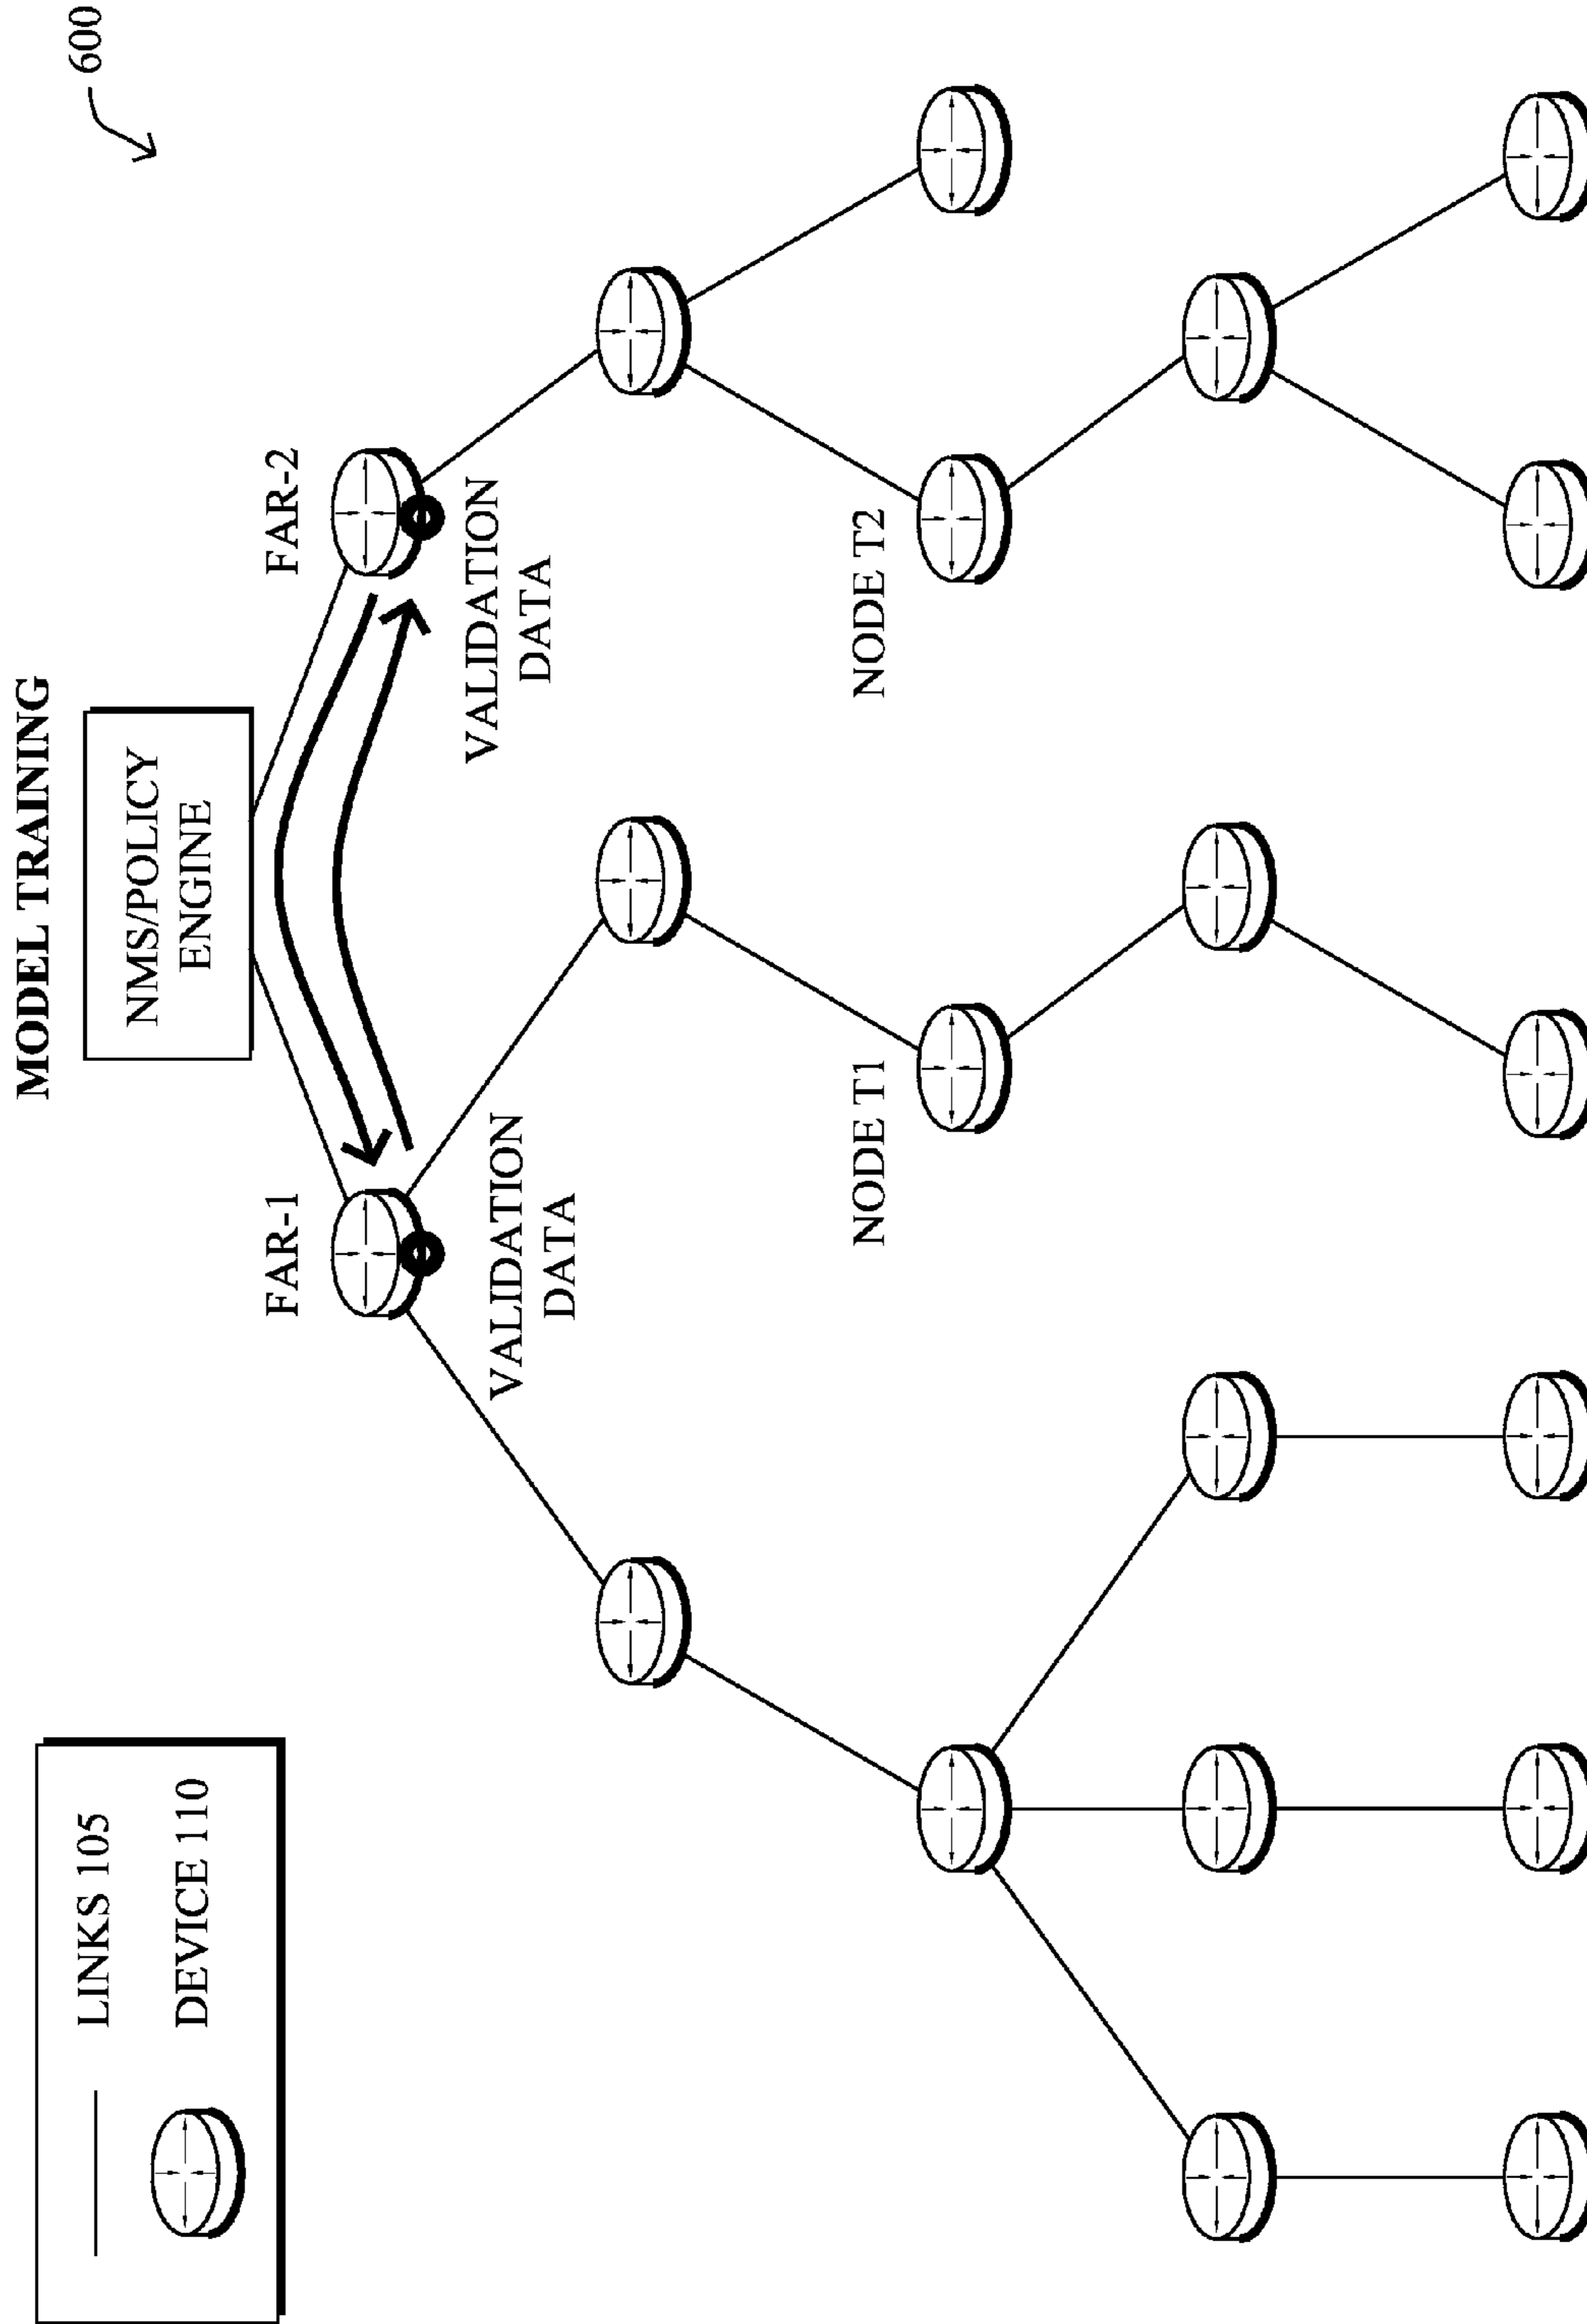 LINKS 105
DEVICE 110
MODEL TRAINING
NMS/POLICY
ENGINE
600
FAR-1
FAR-2
VALIDATION
DATA
VALIDATION
DATA
NODE T1
NODE T2